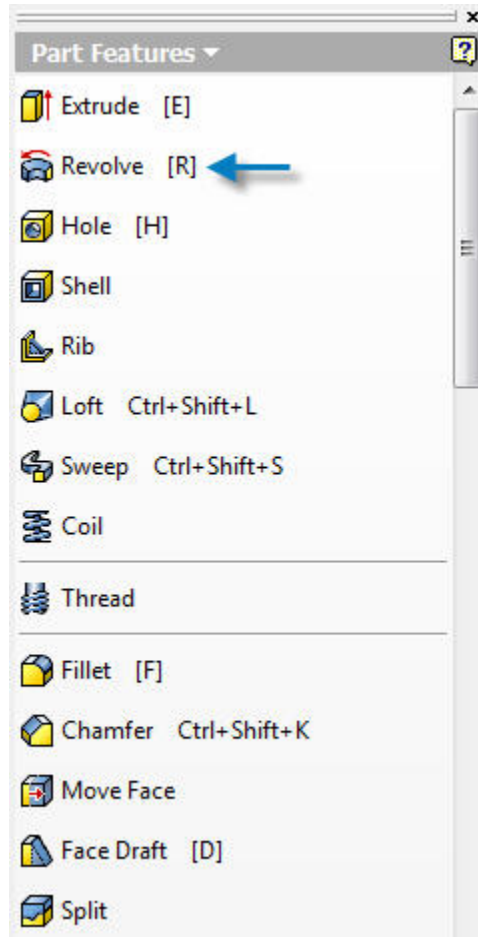 Part Features
Extrude [E]
Revolve [R]
Hole [H]
Shell
Rib
Loft Ctrl+Shift+L
Sweep Ctrl+Shift+S
Coil
Thread
Fillet [F]
Chamfer Ctrl+Shift+K
Move Face
Face Draft [D]
Split